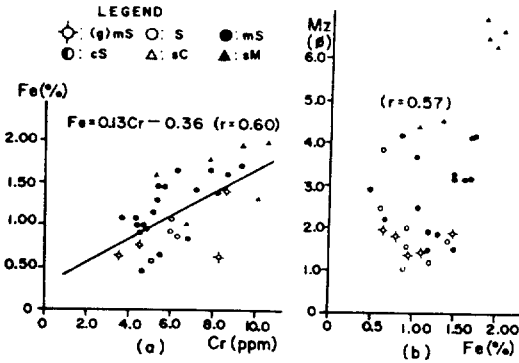 LEGEND
: (g)mS : S : mS
: cS : sC : sM
Fe(%)
Fe=0.13Cr-0.36 (r=0.60)
2.00
1.50
1.00
0.50
0 2.0 4.0 6.0 8.0 10.0
(a) Cr(ppm)
Mz
(ø)
6.0
(r=0.57)
5.0
4.0
3.0
2.0
1.0
0
0 0.5 1.0 1.5 2.0
(b) Fe(%)